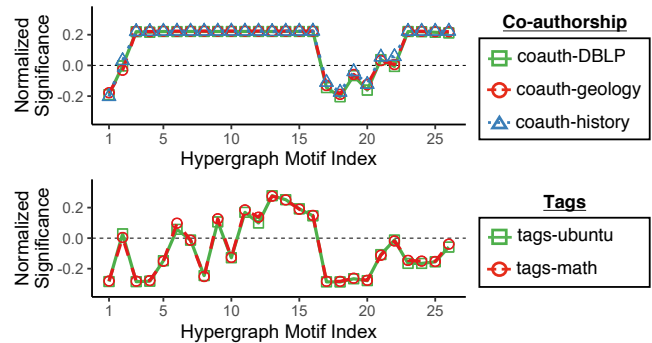 Normalized
Significance
0.2
0.0
-0.2
1
5
10
15
20
25
Hypergraph Motif Index
Co-authorship
coauth-DBLP
coauth-geology
coauth-history
Normalized
Significance
0.2
0.0
-0.2
1
5
10
15
20
25
Hypergraph Motif Index
Tags
tags-ubuntu
tags-math